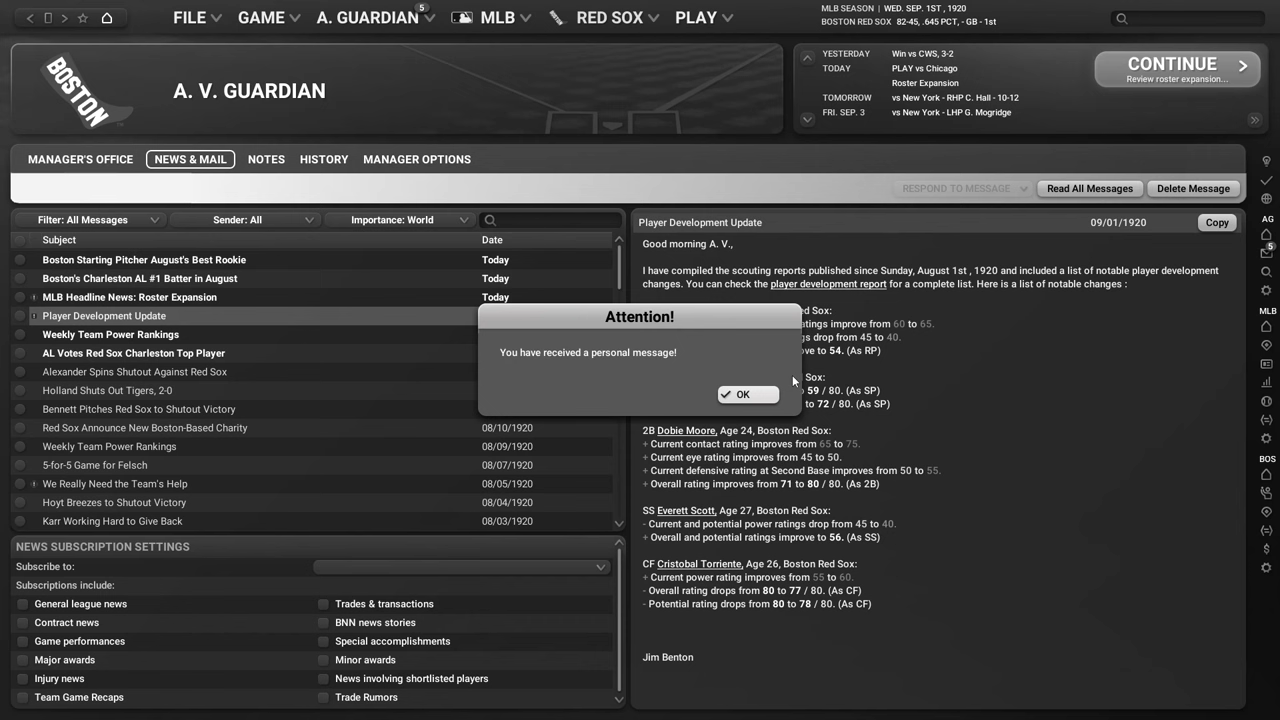 FILE
GAME
A. GUARDIAN
5
MLB
RED SOX
PLAY
MLB SEASON | WED. SEP. 1ST , 1920
BOSTON RED SOX 82-45, .645 PCT, - GB - 1st
BOSTON
A. V. GUARDIAN
YESTERDAY Win vs CWS, 3-2
TODAY PLAY vs Chicago
Roster Expansion
TOMORROW vs New York - RHP C. Hall - 10-12
FRI. SEP. 3 vs New York - LHP G. Mogridge
CONTINUE
Review roster expansion...
MANAGER'S OFFICE
NEWS & MAIL
NOTES
HISTORY
MANAGER OPTIONS
RESPOND TO MESSAGE
Read All Messages
Delete Message
Filter: All Messages
Sender: All
Importance: World
Subject Date
Boston Starting Pitcher August's Best Rookie Today
Boston's Charleston AL #1 Batter in August Today
MLB Headline News: Roster Expansion Today
Player Development Update
Weekly Team Power Rankings
AL Votes Red Sox Charleston Top Player
Alexander Spins Shutout Against Red Sox
Holland Shuts Out Tigers, 2-0
Bennett Pitches Red Sox to Shutout Victory
Red Sox Announce New Boston-Based Charity 08/10/1920
Weekly Team Power Rankings 08/09/1920
5-for-5 Game for Felsch 08/07/1920
We Really Need the Team's Help 08/05/1920
Hoyt Breezes to Shutout Victory 08/04/1920
Karr Working Hard to Give Back 08/03/1920
NEWS SUBSCRIPTION SETTINGS
Subscribe to:
Subscriptions include:
General league news Trades & transactions
Contract news BNN news stories
Game performances Special accomplishments
Major awards Minor awards
Injury news News involving shortlisted players
Team Game Recaps Trade Rumors
Player Development Update 09/01/1920 Copy
Good morning A. V.,
I have compiled the scouting reports published since Sunday, August 1st , 1920 and included a list of notable player development
changes. You can check the player development report for a complete list. Here is a list of notable changes :
ed Sox:
atings improve from 60 to 65.
gs drop from 45 to 40.
ve to 54. (As RP)
Sox:
o 59 / 80. (As SP)
to 72 / 80. (As SP)
2B Dobie Moore, Age 24, Boston Red Sox:
+ Current contact rating improves from 65 to 75.
+ Current eye rating improves from 45 to 50.
+ Current defensive rating at Second Base improves from 50 to 55.
+ Overall rating improves from 71 to 80 / 80. (As 2B)
SS Everett Scott, Age 27, Boston Red Sox:
- Current and potential power ratings drop from 45 to 40.
+ Overall and potential ratings improve to 56. (As SS)
CF Cristobal Torriente, Age 26, Boston Red Sox:
+ Current power rating improves from 55 to 60.
- Overall rating drops from 80 to 77 / 80. (As CF)
- Potential rating drops from 80 to 78 / 80. (As CF)
Jim Benton
Attention!
You have received a personal message!
OK
AG
5
MLB
BOS